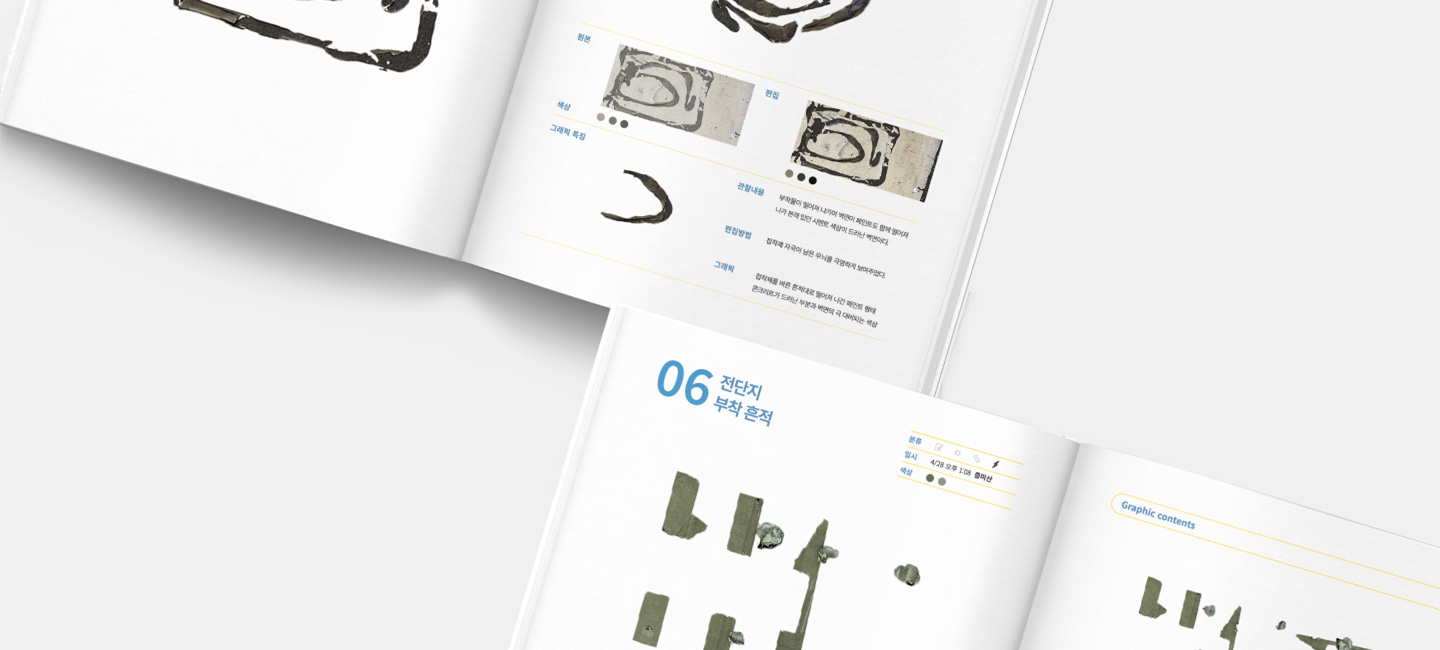 원본
편집
색상
그래픽 특징
관찰내용
부착물이 떨어져 나가며 벽면이 페인트도 함께 떨어져
나가 본래 있던 시멘트 색상이 드러난 벽면이다.
편집방법
접착제 자국이 남은 무늬를 극명하게 보여주었다.
그래픽
접착제를 바른 흔적대로 떨어져 나간 페인트 형태
콘크리트가 드러난 부분과 벽면의 극 대비되는 색상
06 전단지
부착 흔적
분류
일시 4/28 오후 1:08 증미산
색상
Graphic contents